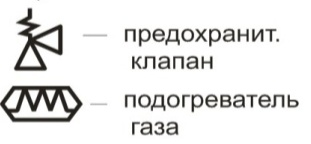 — предохранит.
клапан
— подогреватель
газа